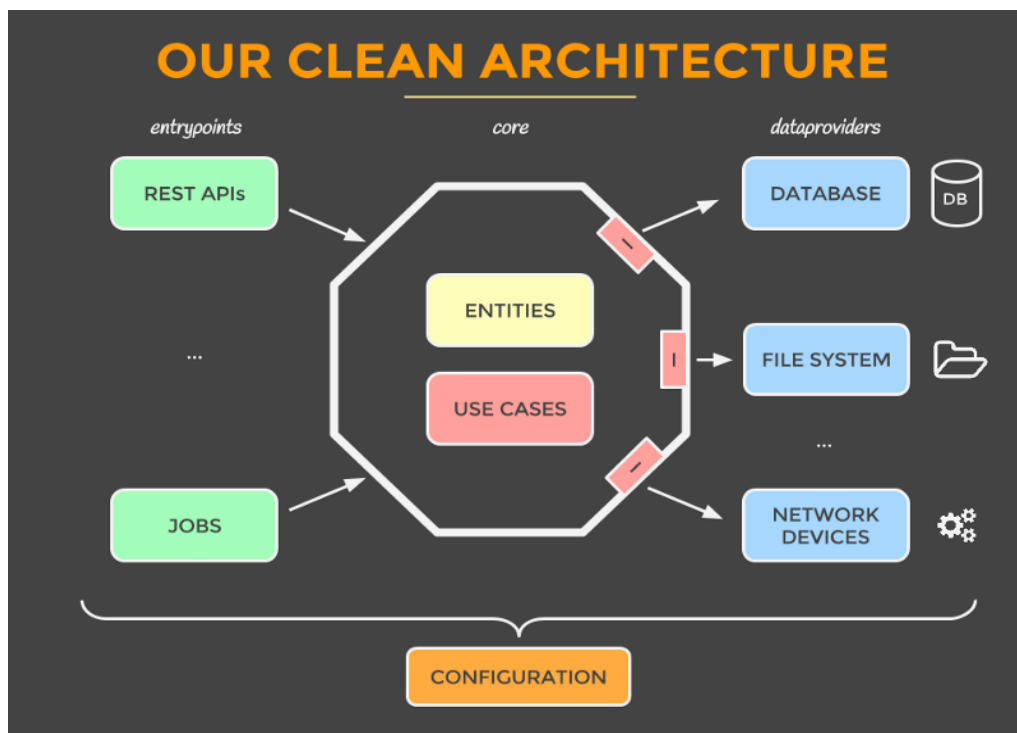 OUR CLEAN ARCHITECTURE
entrypoints
core
dataproviders
REST APIs
DATABASE
DB
I
ENTITIES
...
I
FILE SYSTEM
USE CASES
...
I
JOBS
NETWORK
DEVICES
CONFIGURATION